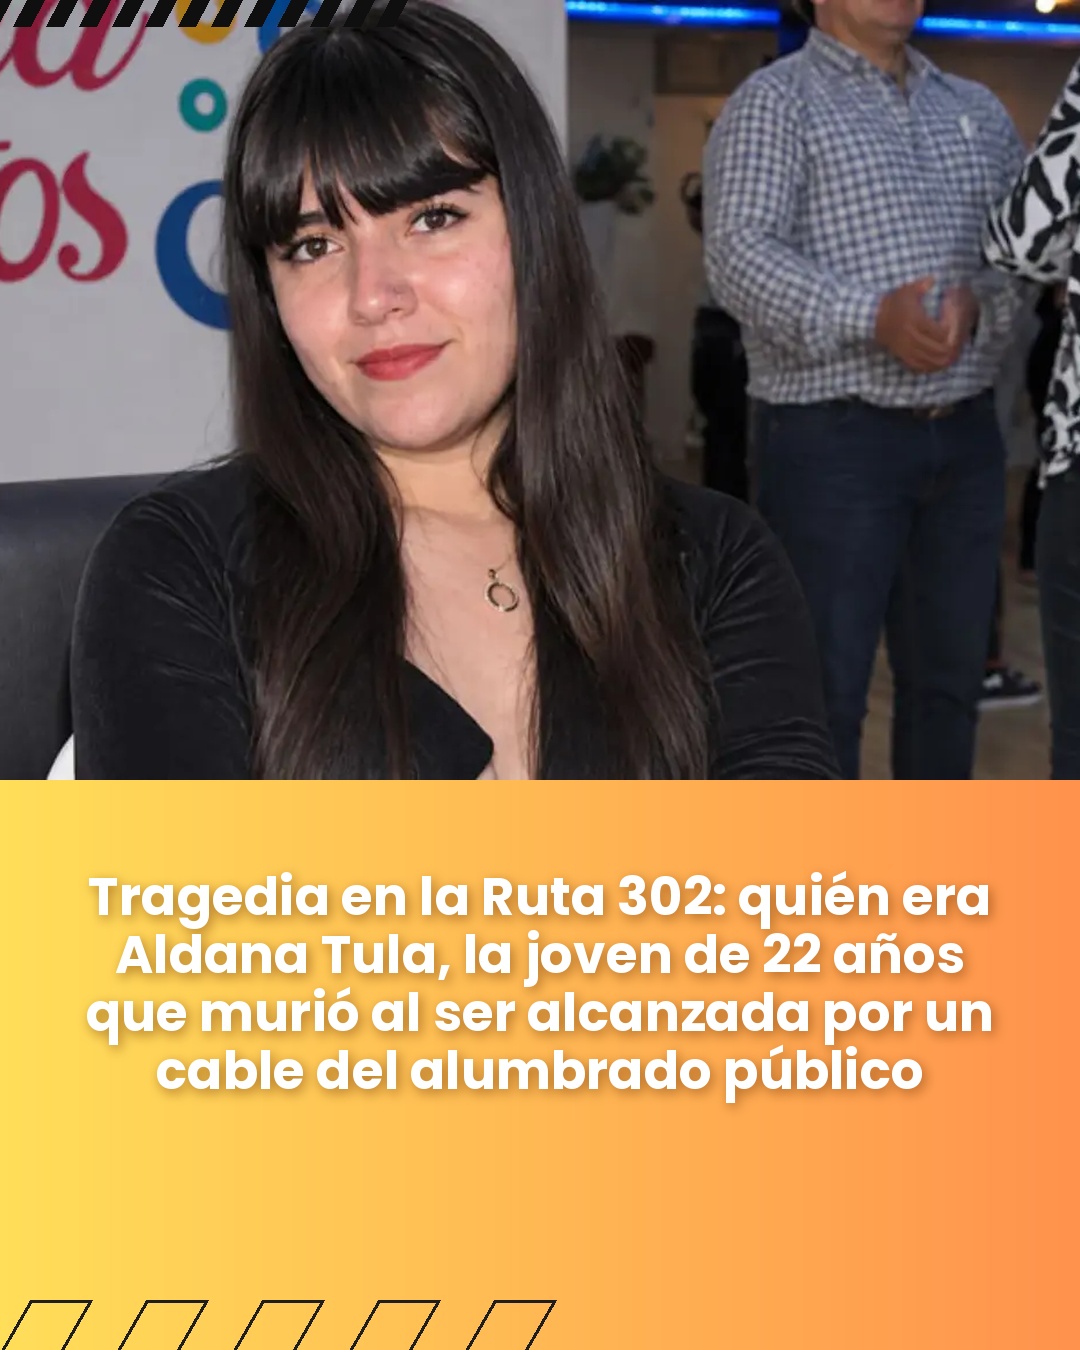 Tragedia en la Ruta 302: quién era
Aldana Tula, la joven de 22 años
que murió al ser alcanzada por un
cable del alumbrado público